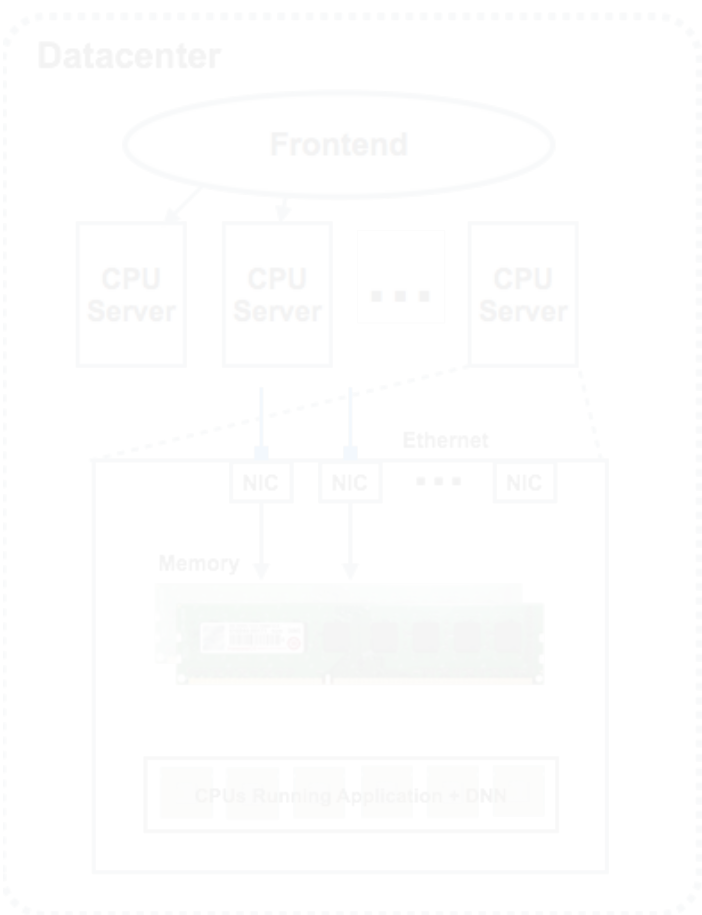 Datacenter
Frontend
CPU
Server
CPU
Server
...
CPU
Server
Ethernet
NIC
NIC
...
NIC
Memory
CPUs Running Application + DNN